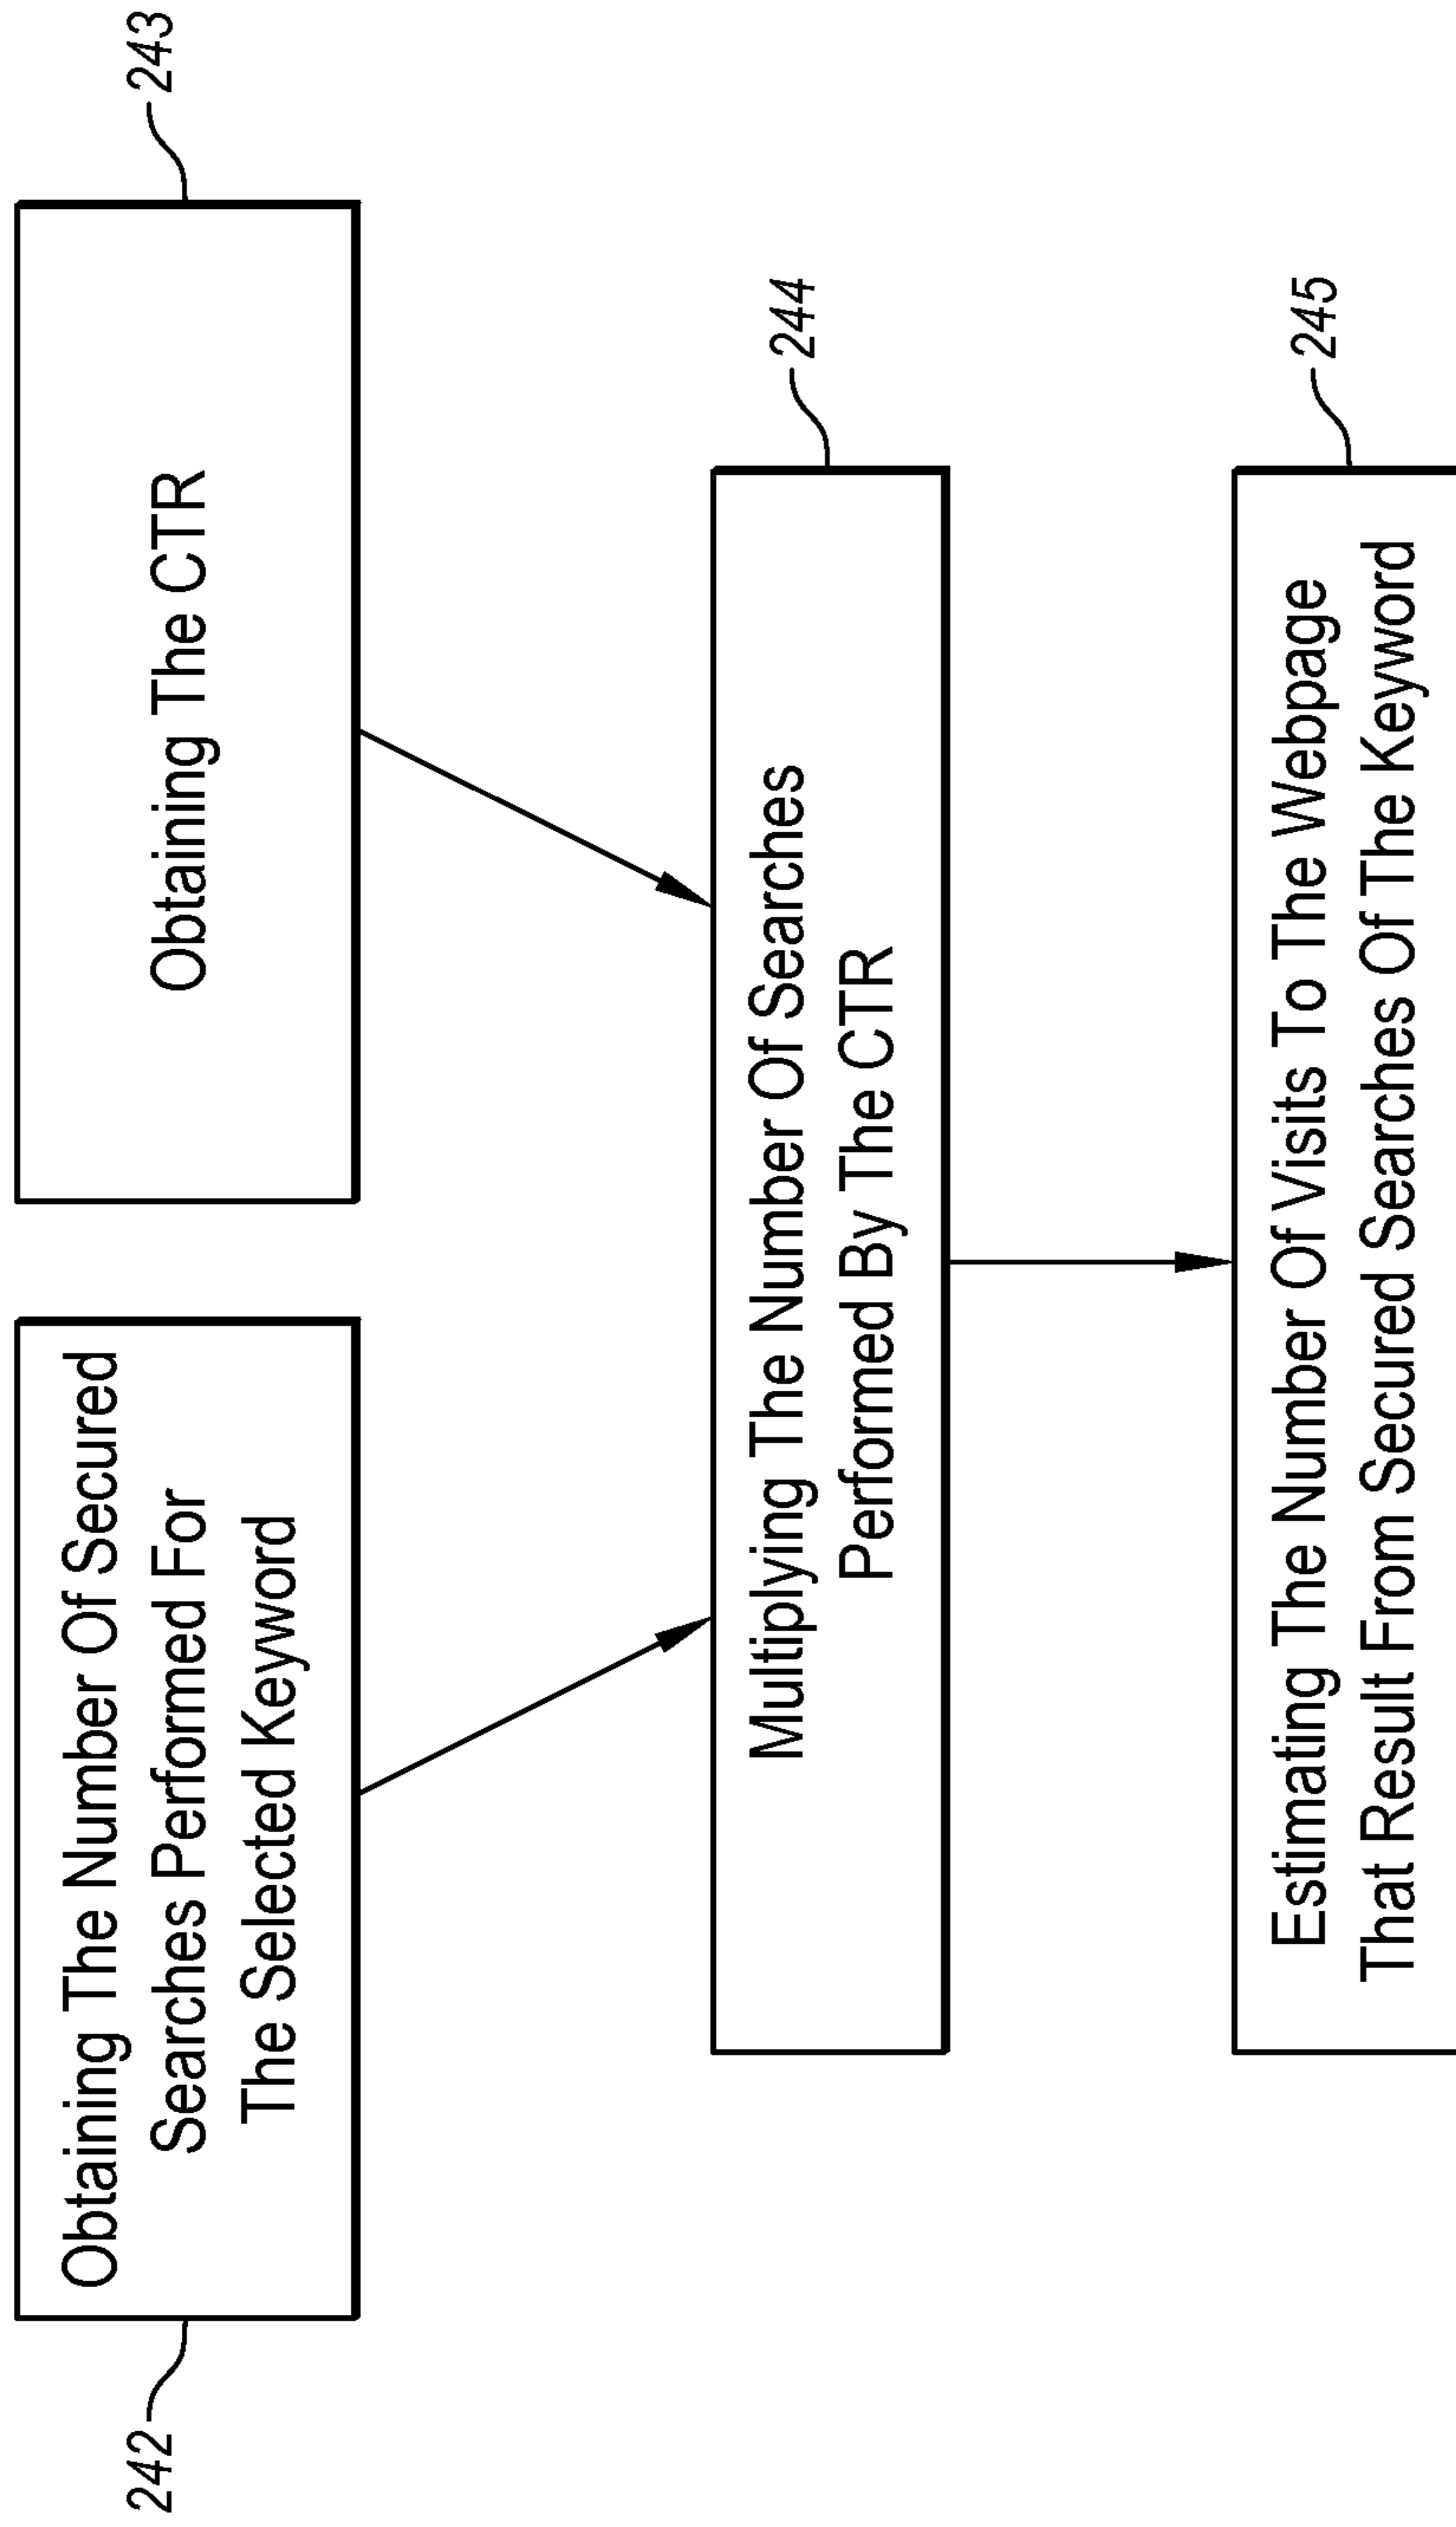 242
Obtaining The Number Of Secured
Searches Performed For
The Selected Keyword
Obtaining The CTR
243
Multiplying The Number Of Searches
Performed By The CTR
244
Estimating The Number Of Visits To The Webpage
That Result From Secured Searches Of The Keyword
245